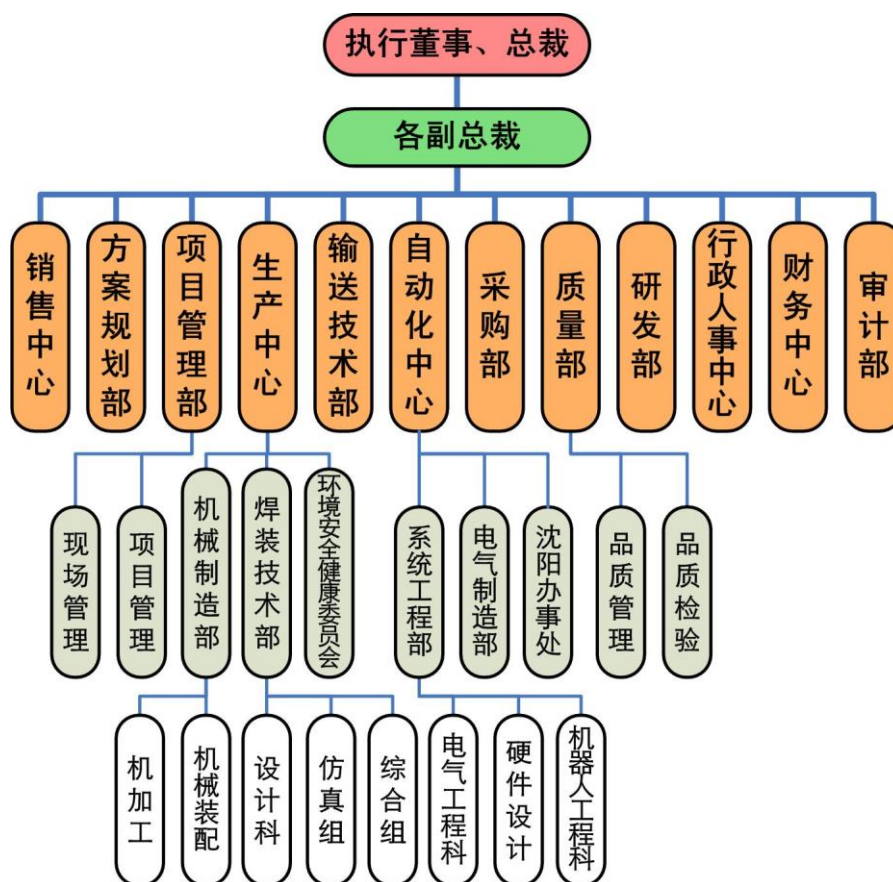 执行董事、总裁
各副总裁
销售中心
方案规划部
项目管理部
生产中心
输送技术部
自动化中心
采购部
质量部
研发部
行政人事中心
财务中心
审计部
现场管理
项目管理
机械制造部
焊装技术部
环境安全健康委员会
系统工程部
电气制造部
沈阳办事处
品质管理
品质检验
机加工
机械装配
设计科
仿真组
综合组
电气工程科
硬件设计
机器人工程科